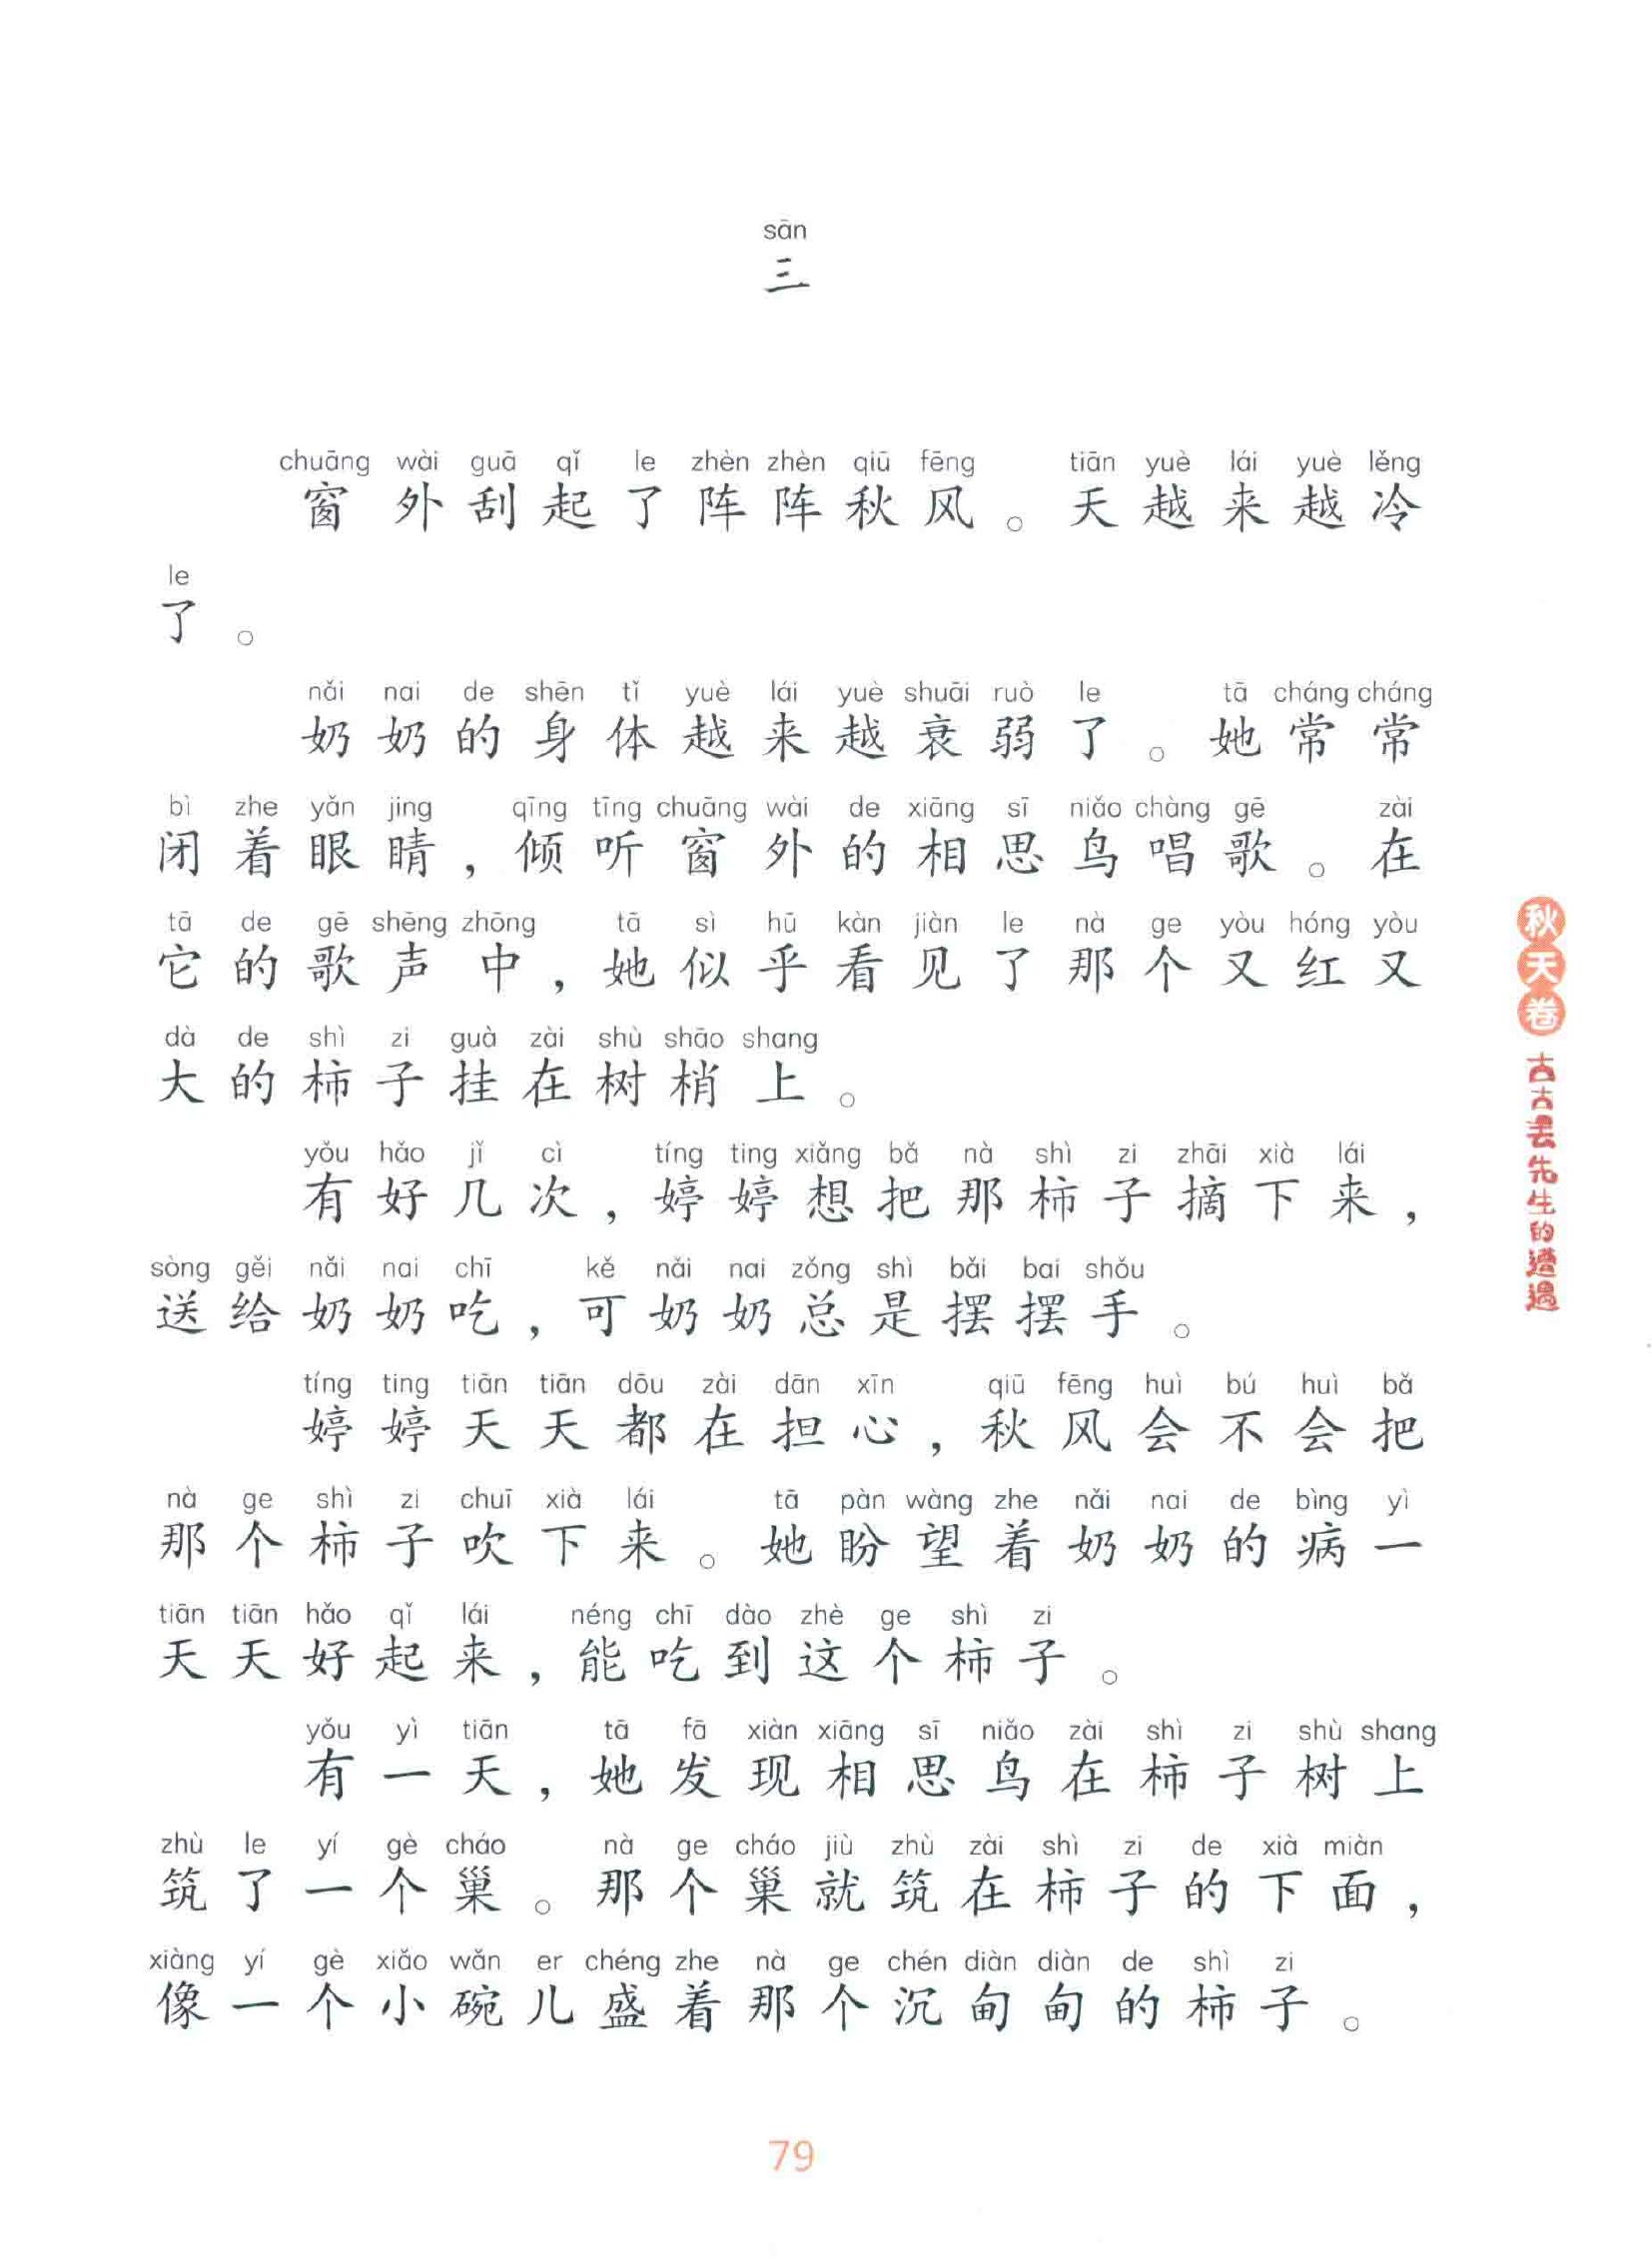 sān
三
chuāng wài guā qǐ le zhèn zhèn qiū fēng tiān yuè lái yuè lěng
窗外刮起了阵阵秋风。天越来越冷
le
了。
nǎi nai de shēn tǐ yuè lái yuè shuāi ruò le tā cháng cháng
奶奶的身体越来越衰弱了。她常常
bì zhe yǎn jing qīng tīng chuāng wài de xiāng sī niǎo chàng gē zài
闭着眼睛，倾听窗外的相思鸟唱歌。在
tā de gē shēng zhōng tā sì hū kàn jiàn le nà ge yòu hóng yòu
它的歌声中，她似乎看见了那个又红又
dà de shì zi guà zài shù shāo shang
大的柿子挂在树梢上。
yǒu hǎo jǐ cì tíng ting xiǎng bǎ nà shì zi zhāi xià lái
有好几次，婷婷想把那柿子摘下来，
sòng gěi nǎi nai chī kě nǎi nai zǒng shì bǎi bai shǒu
送给奶奶吃，可奶奶总是摆摆手。
tíng ting tiān tiān dōu zài dān xīn qiū fēng huì bú huì bǎ
婷婷天天都在担心，秋风会不会把
nà ge shì zi chuī xià lái tā pàn wàng zhe nǎi nai de bìng yì
那个柿子吹下来。她盼望着奶奶的病一
tiān tiān hǎo qǐ lái néng chī dào zhè ge shì zi
天天好起来，能吃到这个柿子。
yǒu yì tiān tā fā xiàn xiāng sī niǎo zài shì zi shù shang
有一天，她发现相思鸟在柿子树上
zhù le yí gè cháo nà ge cháo jiù zhù zài shì zi de xià miàn
筑了一个巢。那个巢就筑在柿子的下面，
xiàng yí gè xiǎo wǎn er chéng zhe nà ge chén diàn diàn de shì zi
像一个小碗儿盛着那个沉甸甸的柿子。
秋天卷
古古丢先生的遭遇
79